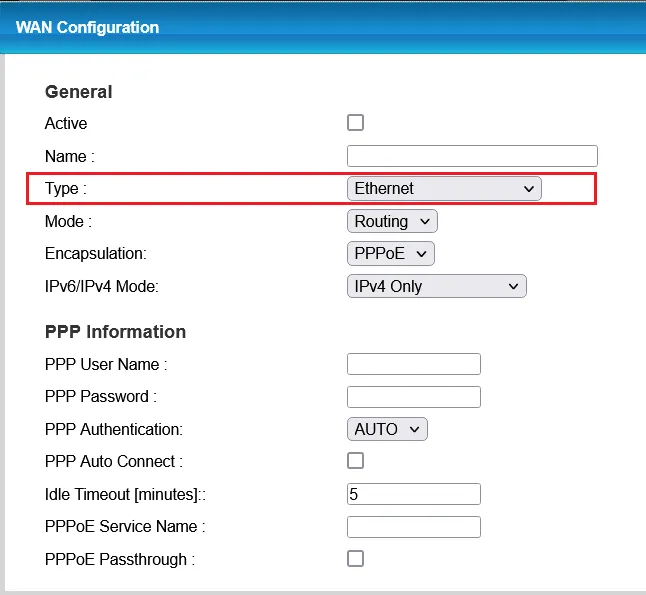 WAN Configuration
General
Active
Name :
Type : Ethernet
Mode : Routing
Encapsulation: PPPoE
IPv6/IPv4 Mode: IPv4 Only
PPP Information
PPP User Name :
PPP Password :
PPP Authentication: AUTO
PPP Auto Connect :
Idle Timeout [minutes]:: 5
PPPoE Service Name :
PPPoE Passthrough :